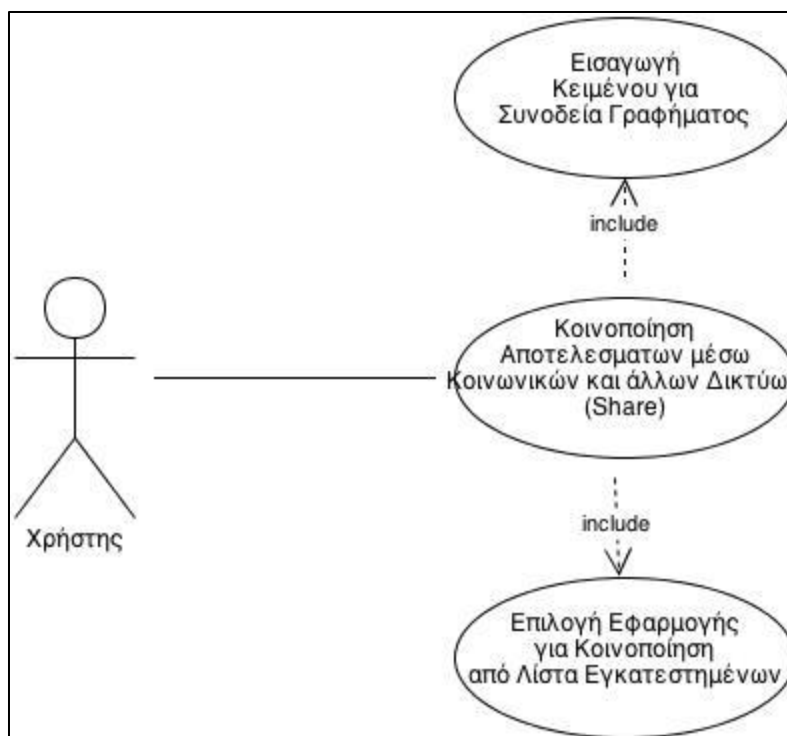 Εισαγωγή
Κειμένου για
Συνοδεία Γραφήματος
include
Κοινοποίηση
Αποτελεσματων μέσω
Κοινωνικών και άλλων Δικτύω
(Share)
include
Χρήστης
Επιλογή Εφαρμογής
για Κοινοποίηση
από Λίστα Εγκατεστημένων